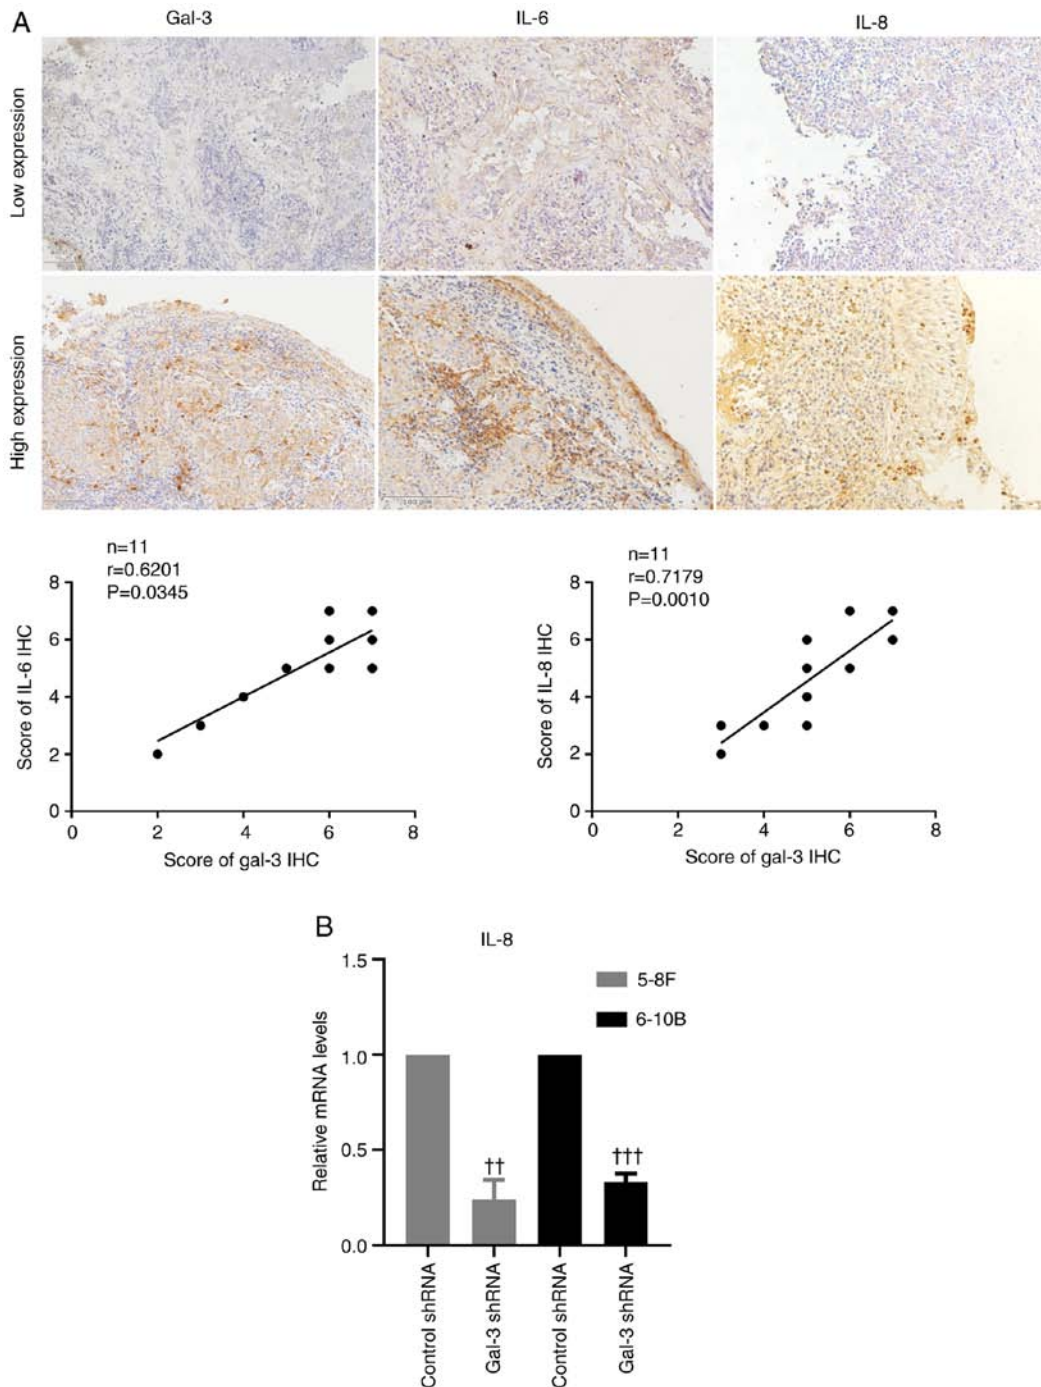 A
Gal-3
IL-6
IL-8
Low expression
High expression
n=11
r=0.6201
P=0.0345
8
6
4
2
0
Score of IL-6 IHC
0 2 4 6 8
Score of gal-3 IHC
n=11
r=0.7179
P=0.0010
8
6
4
2
0
Score of IL-8 IHC
0 2 4 6 8
Score of gal-3 IHC
B
IL-8
1.5
1.0
0.5
0.0
Relative mRNA levels
5-8F
6-10B
††
†††
Control shRNA
Gal-3 shRNA
Control shRNA
Gal-3 shRNA